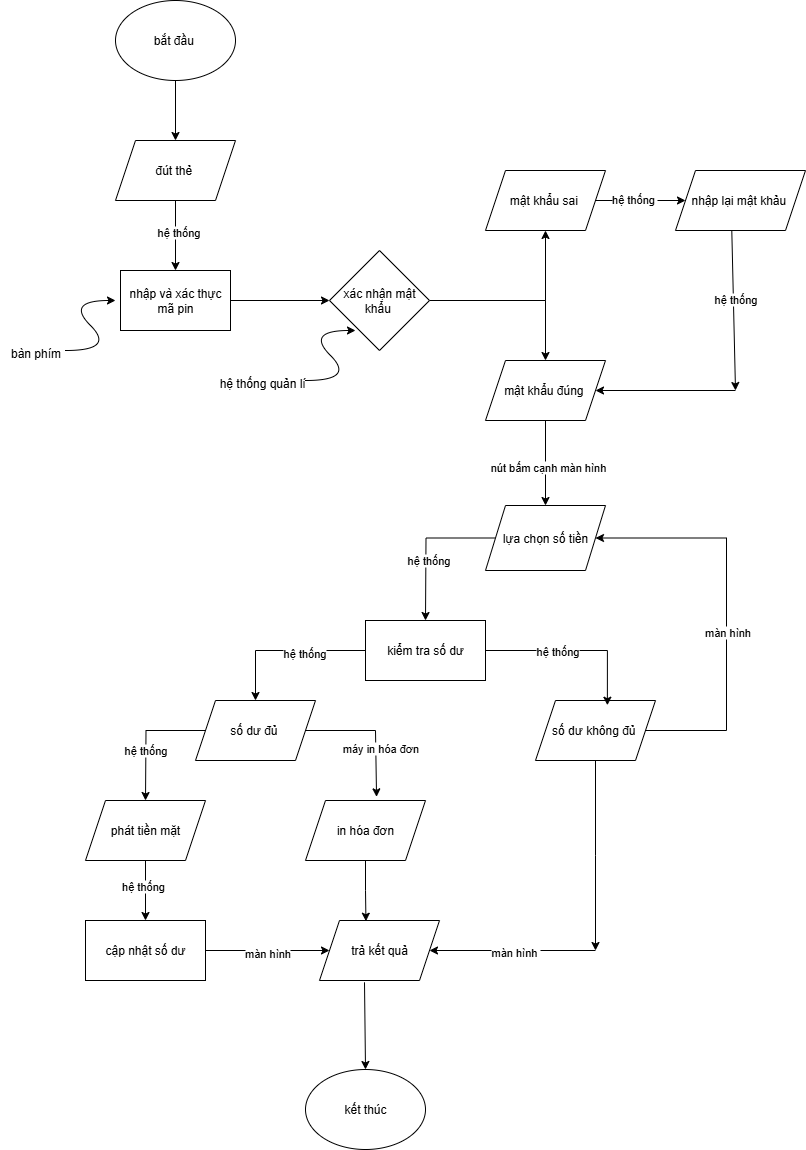 bắt đầu
đút thẻ
hệ thống
nhập và xác thực
mã pin
bàn phím
xác nhận mật
khẩu
hệ thống quản lí
mật khẩu sai
hệ thống
nhập lại mật khảu
hệ thống
mật khẩu đúng
nút bấm cạnh màn hình
lựa chọn số tiền
hệ thống
màn hình
kiểm tra số dư
hệ thống
hệ thống
số dư đủ
số dư không đủ
hệ thống
máy in hóa đơn
phát tiền mặt
in hóa đơn
hệ thống
cập nhật số dư
màn hình
trả kết quả
màn hình
kết thúc